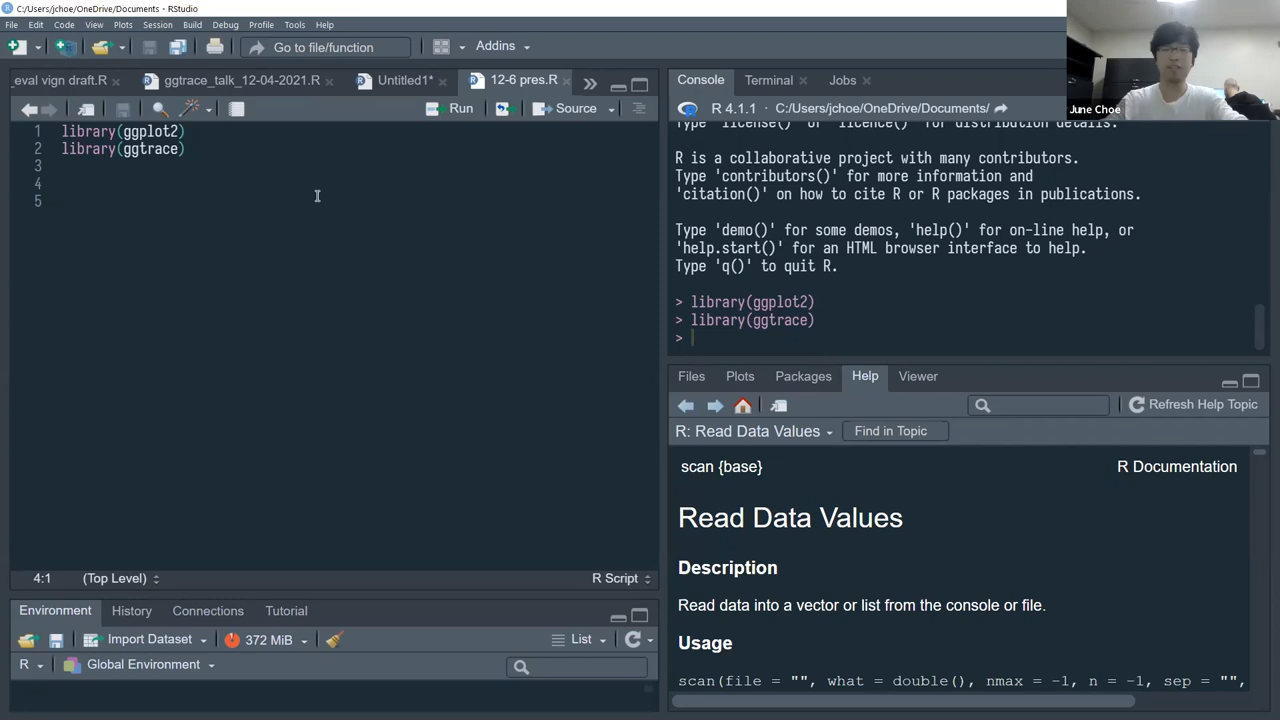 C:/Users/jchoe/OneDrive/Documents - RStudio
File Edit Code View Plots Session Build Debug Profile Tools Help
Go to file/function
Addins
_eval vign draft.R
ggtrace_talk_12-04-2021.R
Untitled1*
12-6 pres.R
Run
Source
1 library(ggplot2)
2 library(ggtrace)
3
4
5
4:1 (Top Level) R Script
Environment History Connections Tutorial
Import Dataset 372 MiB List
R Global Environment
Console Terminal Jobs
R 4.1.1 · C:/Users/jchoe/OneDrive/Documents/
Type 'license()' or 'licence()' for distribution details.
R is a collaborative project with many contributors.
Type 'contributors()' for more information and
'citation()' on how to cite R or R packages in publications.
Type 'demo()' for some demos, 'help()' for on-line help, or
'help.start()' for an HTML browser interface to help.
Type 'q()' to quit R.
> library(ggplot2)
> library(ggtrace)
>
Files Plots Packages Help Viewer
Refresh Help Topic
R: Read Data Values Find in Topic
scan {base} R Documentation
Read Data Values
Description
Read data into a vector or list from the console or file.
Usage
scan(file = "", what = double(), nmax = -1, n = -1, sep = "",
June Choe